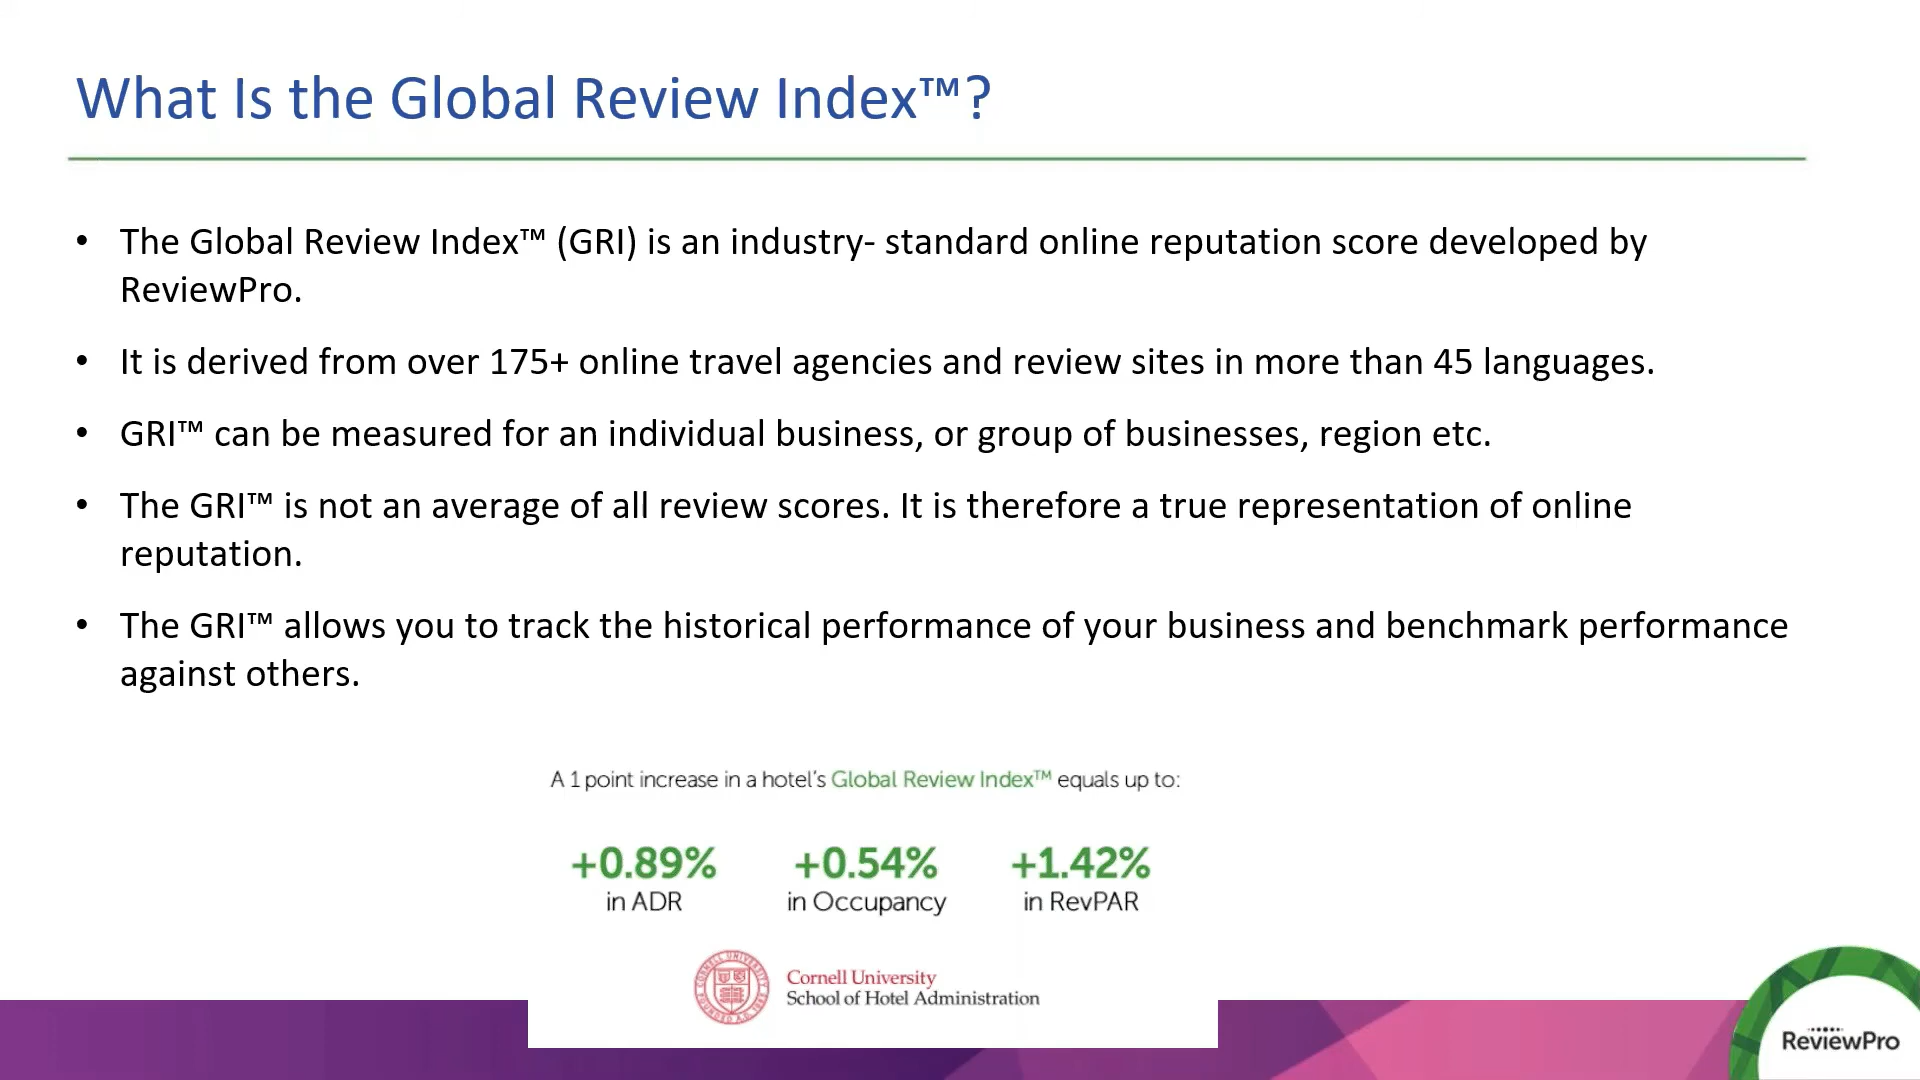 What Is the Global Review Index™?
• The Global Review Index™ (GRI) is an industry- standard online reputation score developed by
ReviewPro.
• It is derived from over 175+ online travel agencies and review sites in more than 45 languages.
• GRI™ can be measured for an individual business, or group of businesses, region etc.
• The GRI™ is not an average of all review scores. It is therefore a true representation of online
reputation.
• The GRI™ allows you to track the historical performance of your business and benchmark performance
against others.
A 1 point increase in a hotel's Global Review Index™ equals up to:
+0.89% +0.54% +1.42%
in ADR in Occupancy in RevPAR
Cornell University
School of Hotel Administration
ReviewPro